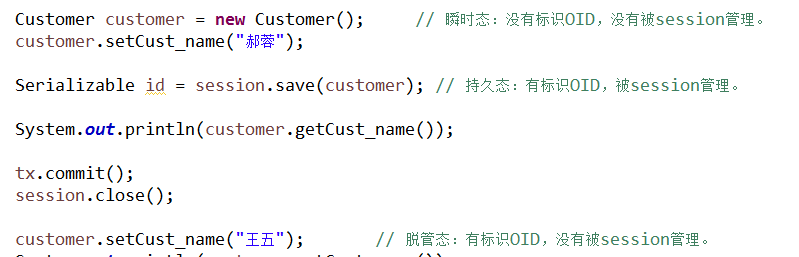 Customer customer = new Customer();     // 瞬时态：没有标识OID，没有被session管理。
customer.setCust_name("郝蓉");
Serializable id = session.save(customer); // 持久态：有标识OID，被session管理。
System.out.println(customer.getCust_name());
tx.commit();
session.close();
customer.setCust_name("王五");       // 脱管态：有标识OID，没有被session管理。